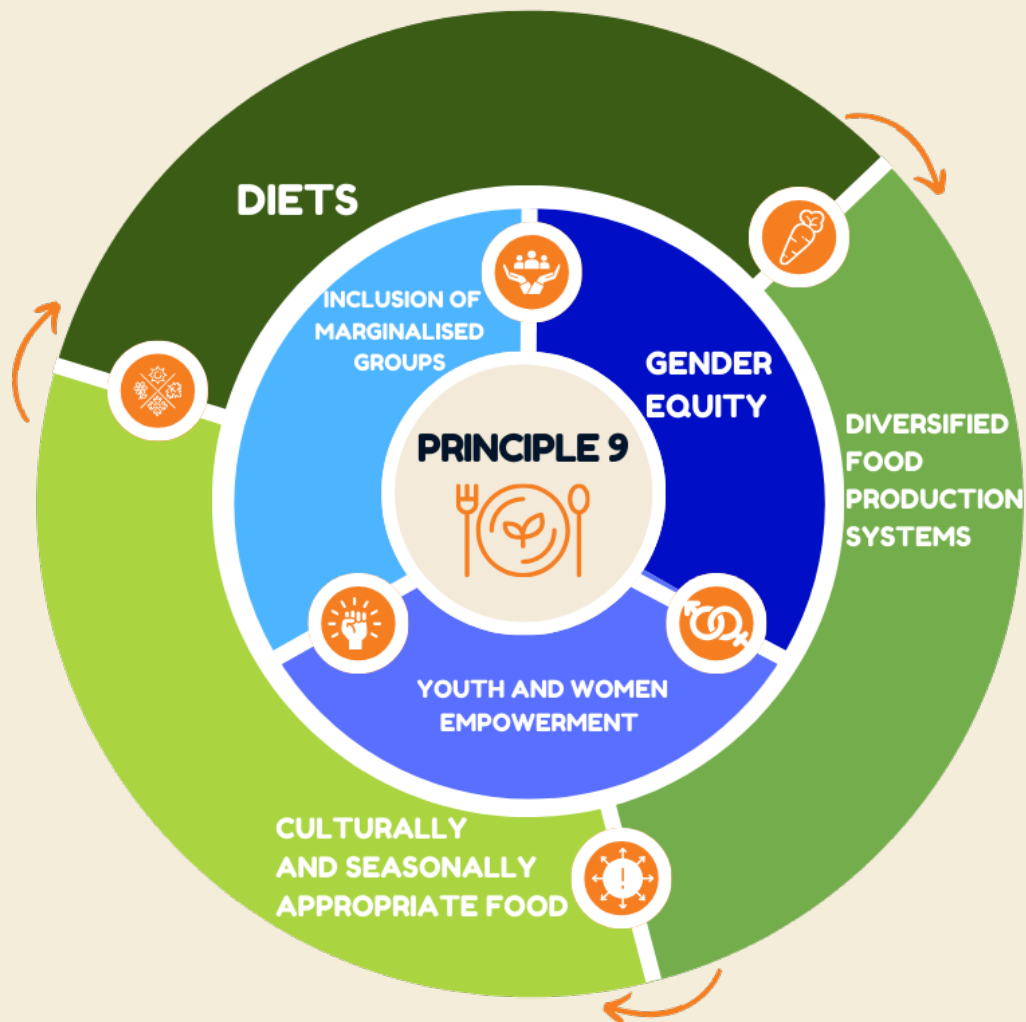 DIETS
INCLUSION OF
MARGINALISED
GROUPS
GENDER
EQUITY
PRINCIPLE 9
DIVERSIFIED
FOOD
PRODUCTION
SYSTEMS
YOUTH AND WOMEN
EMPOWERMENT
CULTURALLY
AND SEASONALLY
APPROPRIATE FOOD